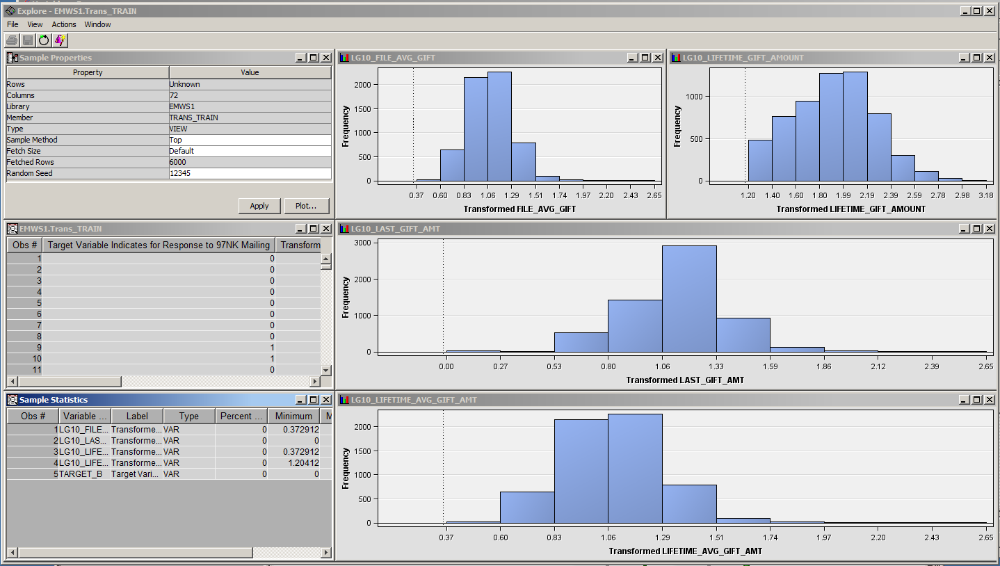 Explore - EMWS1.Trans_TRAIN
File View Actions Window
Sample Properties
Property Value
Rows Unknown
Columns 72
Library EMWS1
Member TRANS_TRAIN
Type VIEW
Sample Method Top
Fetch Size Default
Fetched Rows 6000
Random Seed 12345
Apply Plot...
LG10_FILE_AVG_GIFT
Frequency
2000
1500
1000
500
0
0.37 0.60 0.83 1.06 1.29 1.51 1.74 1.97 2.20 2.43 2.65
Transformed FILE_AVG_GIFT
LG10_LIFETIME_GIFT_AMOUNT
Frequency
1000
500
0
1.20 1.40 1.60 1.80 1.99 2.19 2.39 2.59 2.78 2.98 3.18
Transformed LIFETIME_GIFT_AMOUNT
EMWS1.Trans_TRAIN
Obs # Target Variable Indicates for Response to 97NK Mailing Transform
1 0
2 0
3 0
4 0
5 0
6 0
7 0
8 0
9 1
10 1
11 0
LG10_LAST_GIFT_AMT
Frequency
3000
2000
1000
0
0.00 0.27 0.53 0.80 1.06 1.33 1.59 1.86 2.12 2.39 2.65
Transformed LAST_GIFT_AMT
Sample Statistics
Obs # Variable ... Label Type Percent ... Minimum M
1 LG10_FILE... Transforme... VAR 0 0.372912
2 LG10_LAS... Transforme... VAR 0 0
3 LG10_LIFE... Transforme... VAR 0 0.372912
4 LG10_LIFE... Transforme... VAR 0 1.20412
5 TARGET_B Target Vari... VAR 0 0
LG10_LIFETIME_AVG_GIFT_AMT
Frequency
2000
1500
1000
500
0
0.37 0.60 0.83 1.06 1.29 1.51 1.74 1.97 2.20 2.43 2.65
Transformed LIFETIME_AVG_GIFT_AMT